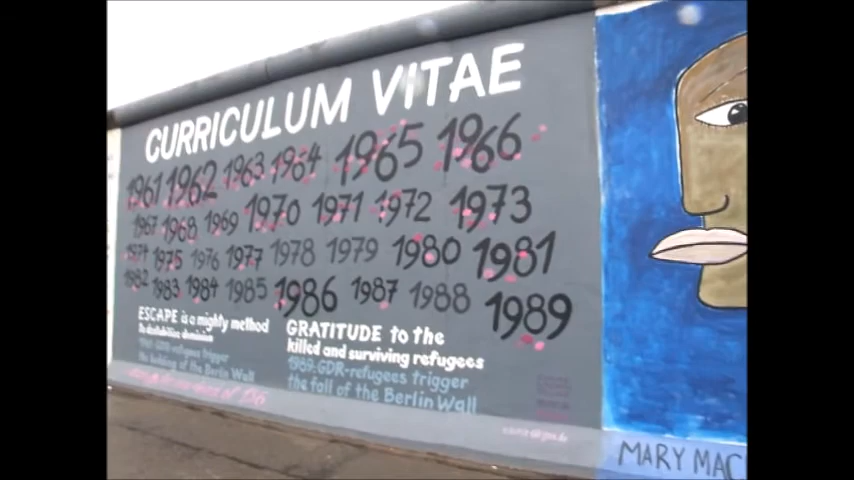 CURRICULUM VITAE
1961 1962 1963 1964 1965 1966
1967 1968 1969 1970 1971 1972 1973
1974 1975 1976 1977 1978 1979 1980 1981
1982 1983 1984 1985 1986 1987 1988 1989
ESCAPE is a mighty method
to destabilise dominion
1961: GDR-refugees trigger
the building of the Berlin Wall
GRATITUDE to the
killed and surviving refugees
1989: GDR-refugees trigger
the fall of the Berlin Wall
MARY MAC